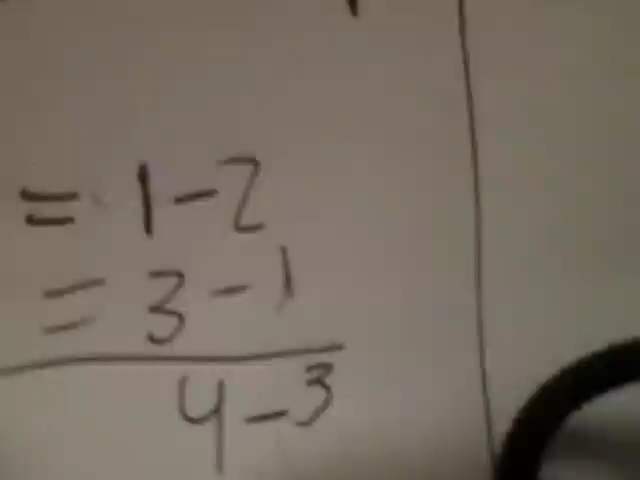 = 1 - 2
= 3 - 1
4 - 3